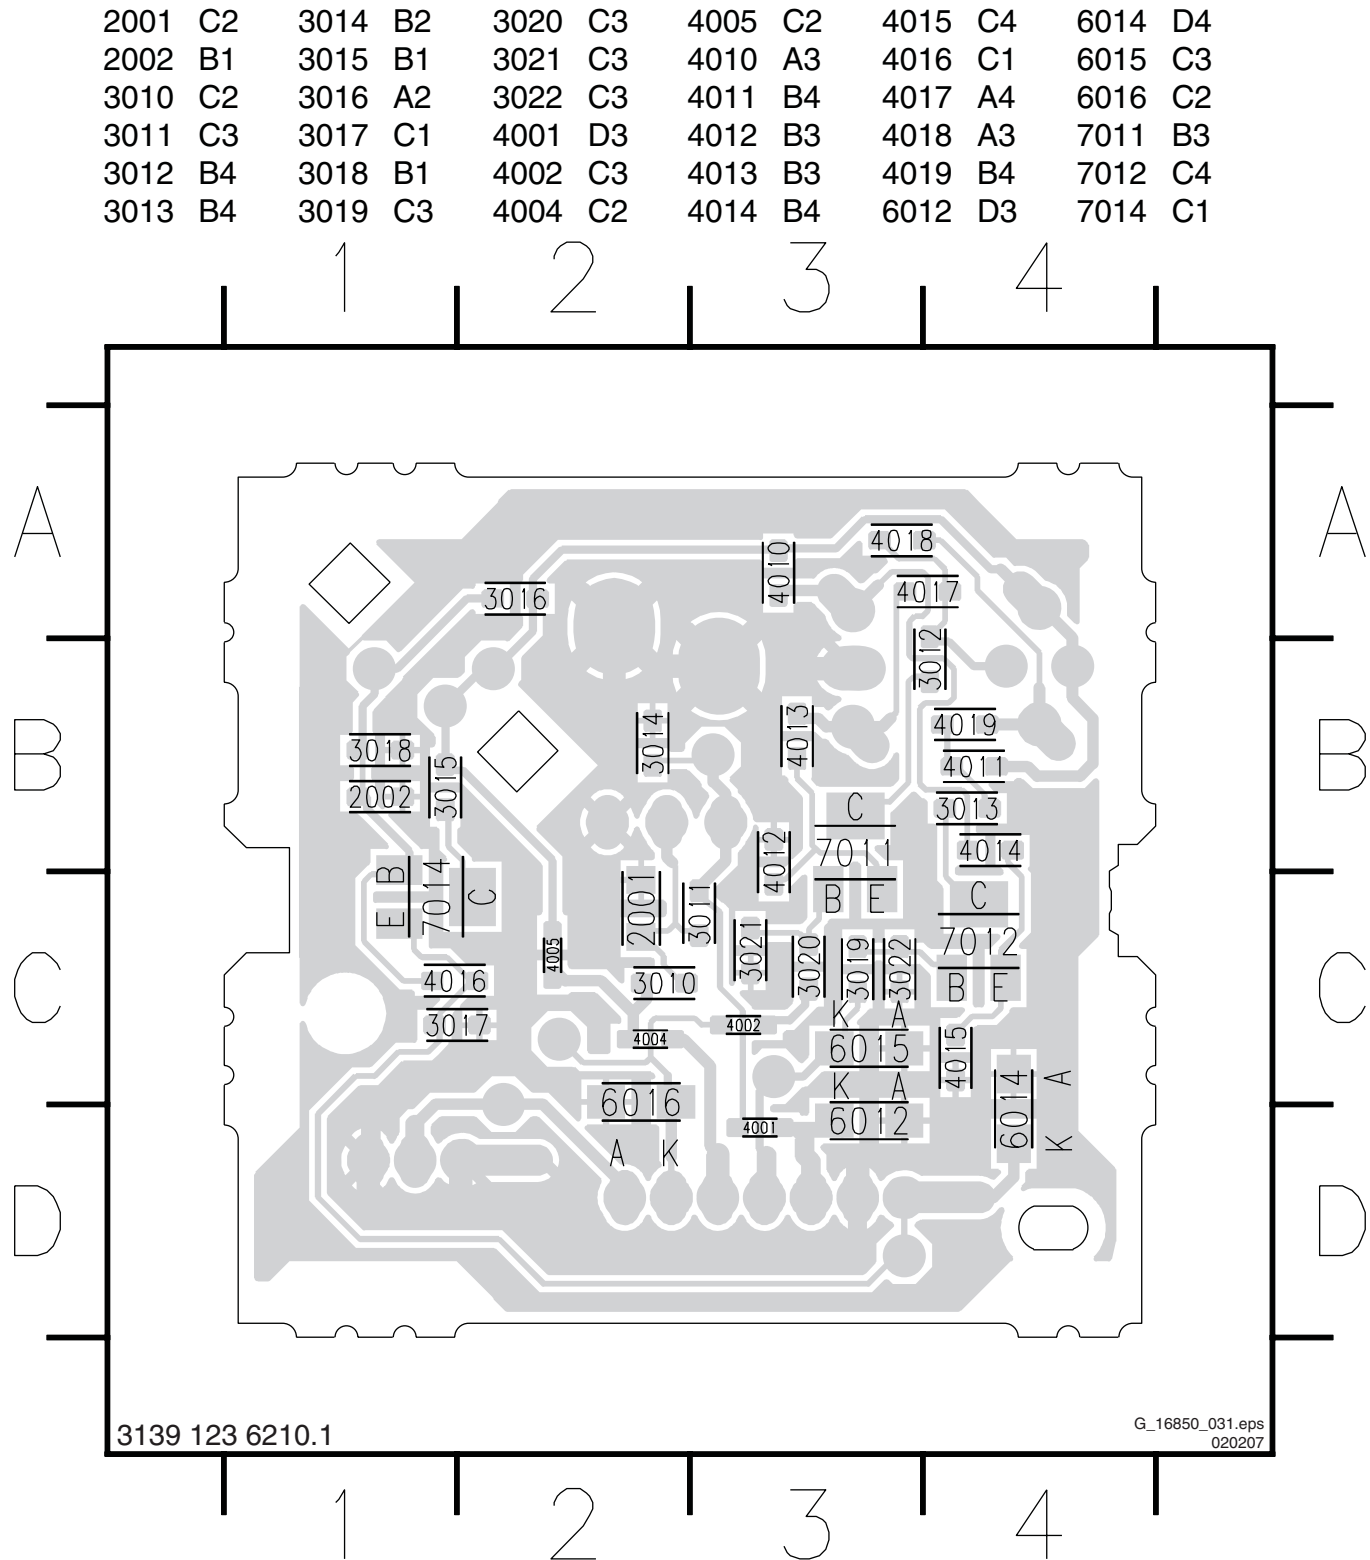 2001 C2 3014 B2 3020 C3 4005 C2 4015 C4 6014 D4
2002 B1 3015 B1 3021 C3 4010 A3 4016 C1 6015 C3
3010 C2 3016 A2 3022 C3 4011 B4 4017 A4 6016 C2
3011 C3 3017 C1 4001 D3 4012 B3 4018 A3 7011 B3
3012 B4 3018 B1 4002 C3 4013 B3 4019 B4 7012 C4
3013 B4 3019 C3 4004 C2 4014 B4 6012 D3 7014 C1
1 2 3 4
A A
4018
4010
4017
3016
3012
B B
4013
3014
4019
3018
4011
3015
2002
C
3013
7011
4014
4012
B
E
7014
C
B E
C
2001
3011
7012
C C
4005
3021
3020
3019
3022
4016
3010
B E
K A
4002
3017
4004
6015
4015
K A
6014
A
K
6016
6012
4001
A K
D D
3139 123 6210.1
G_16850_031.eps
020207
1 2 3 4